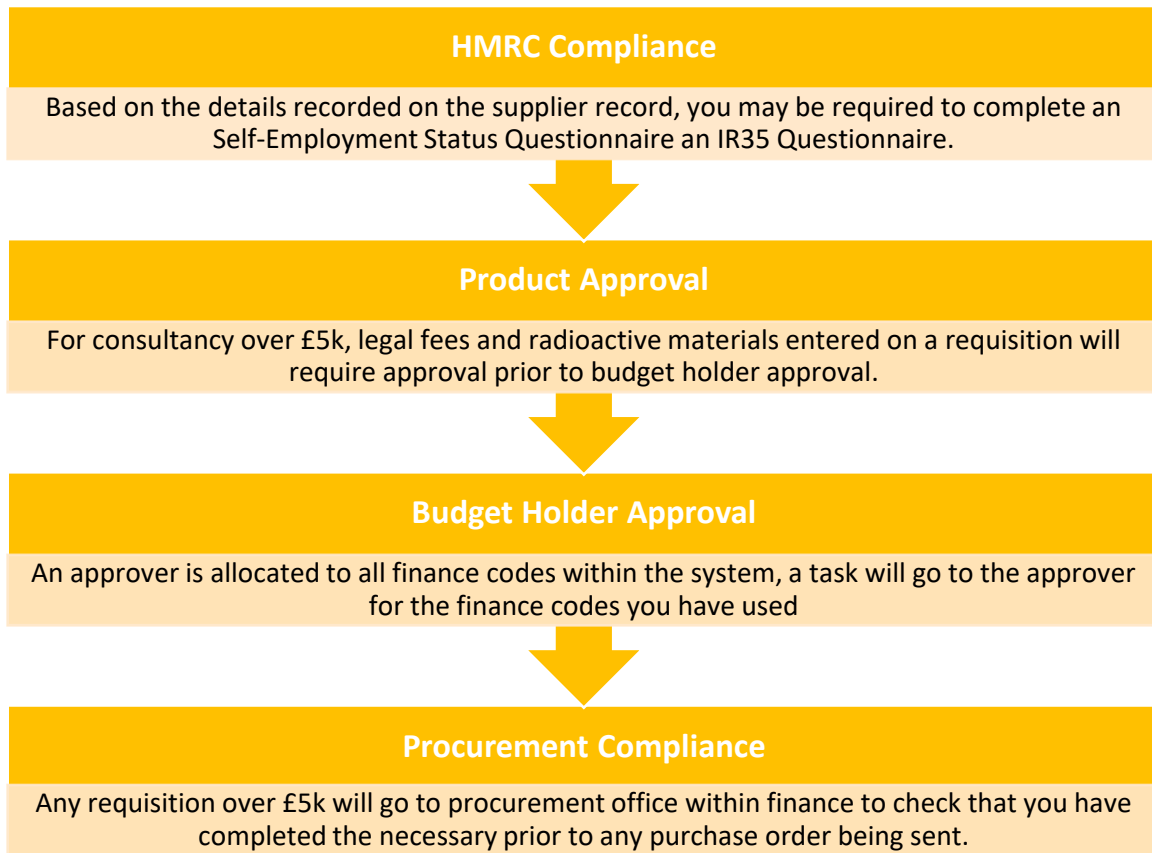 HMRC Compliance
Based on the details recorded on the supplier record, you may be required to complete an
Self-Employment Status Questionnaire an IR35 Questionnaire.
Product Approval
For consultancy over £5k, legal fees and radioactive materials entered on a requisition will
require approval prior to budget holder approval.
Budget Holder Approval
An approver is allocated to all finance codes within the system, a task will go to the approver
for the finance codes you have used
Procurement Compliance
Any requisition over £5k will go to procurement office within finance to check that you have
completed the necessary prior to any purchase order being sent.